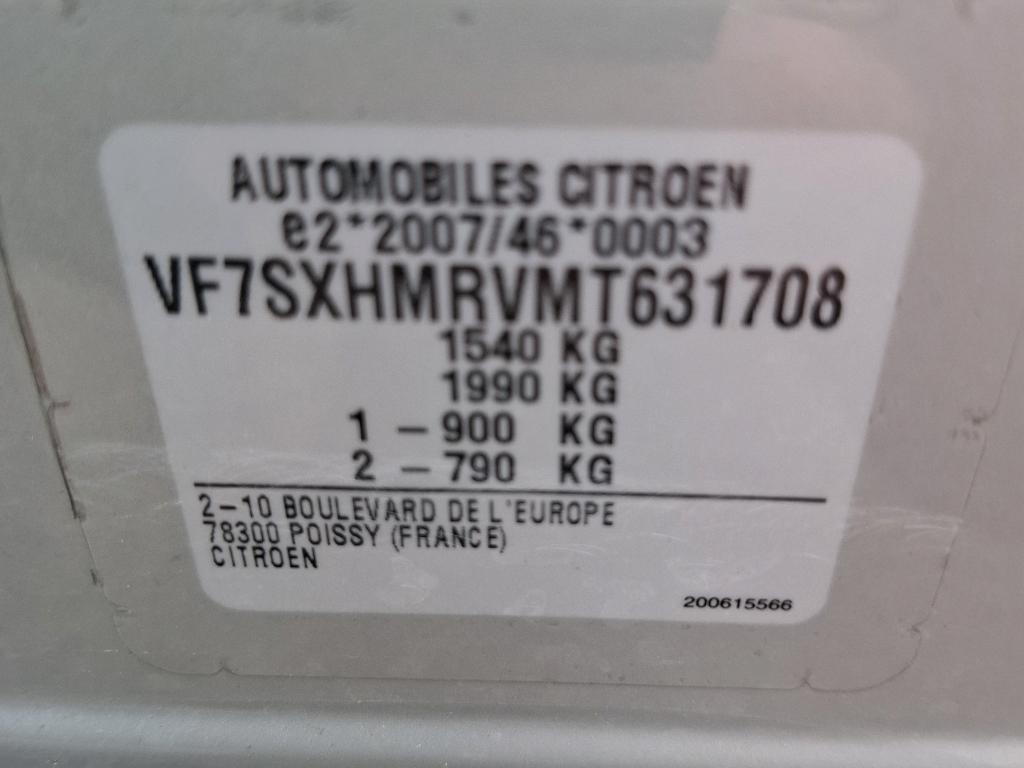 AUTOMOBILES CITROEN
e2*2007/46*0003
VF7SXHMRVMT631708
1540 KG
1990 KG
1 – 900 KG
2 – 790 KG
2–10 BOULEVARD DE L'EUROPE
78300 POISSY (FRANCE)
CITROEN
200615566